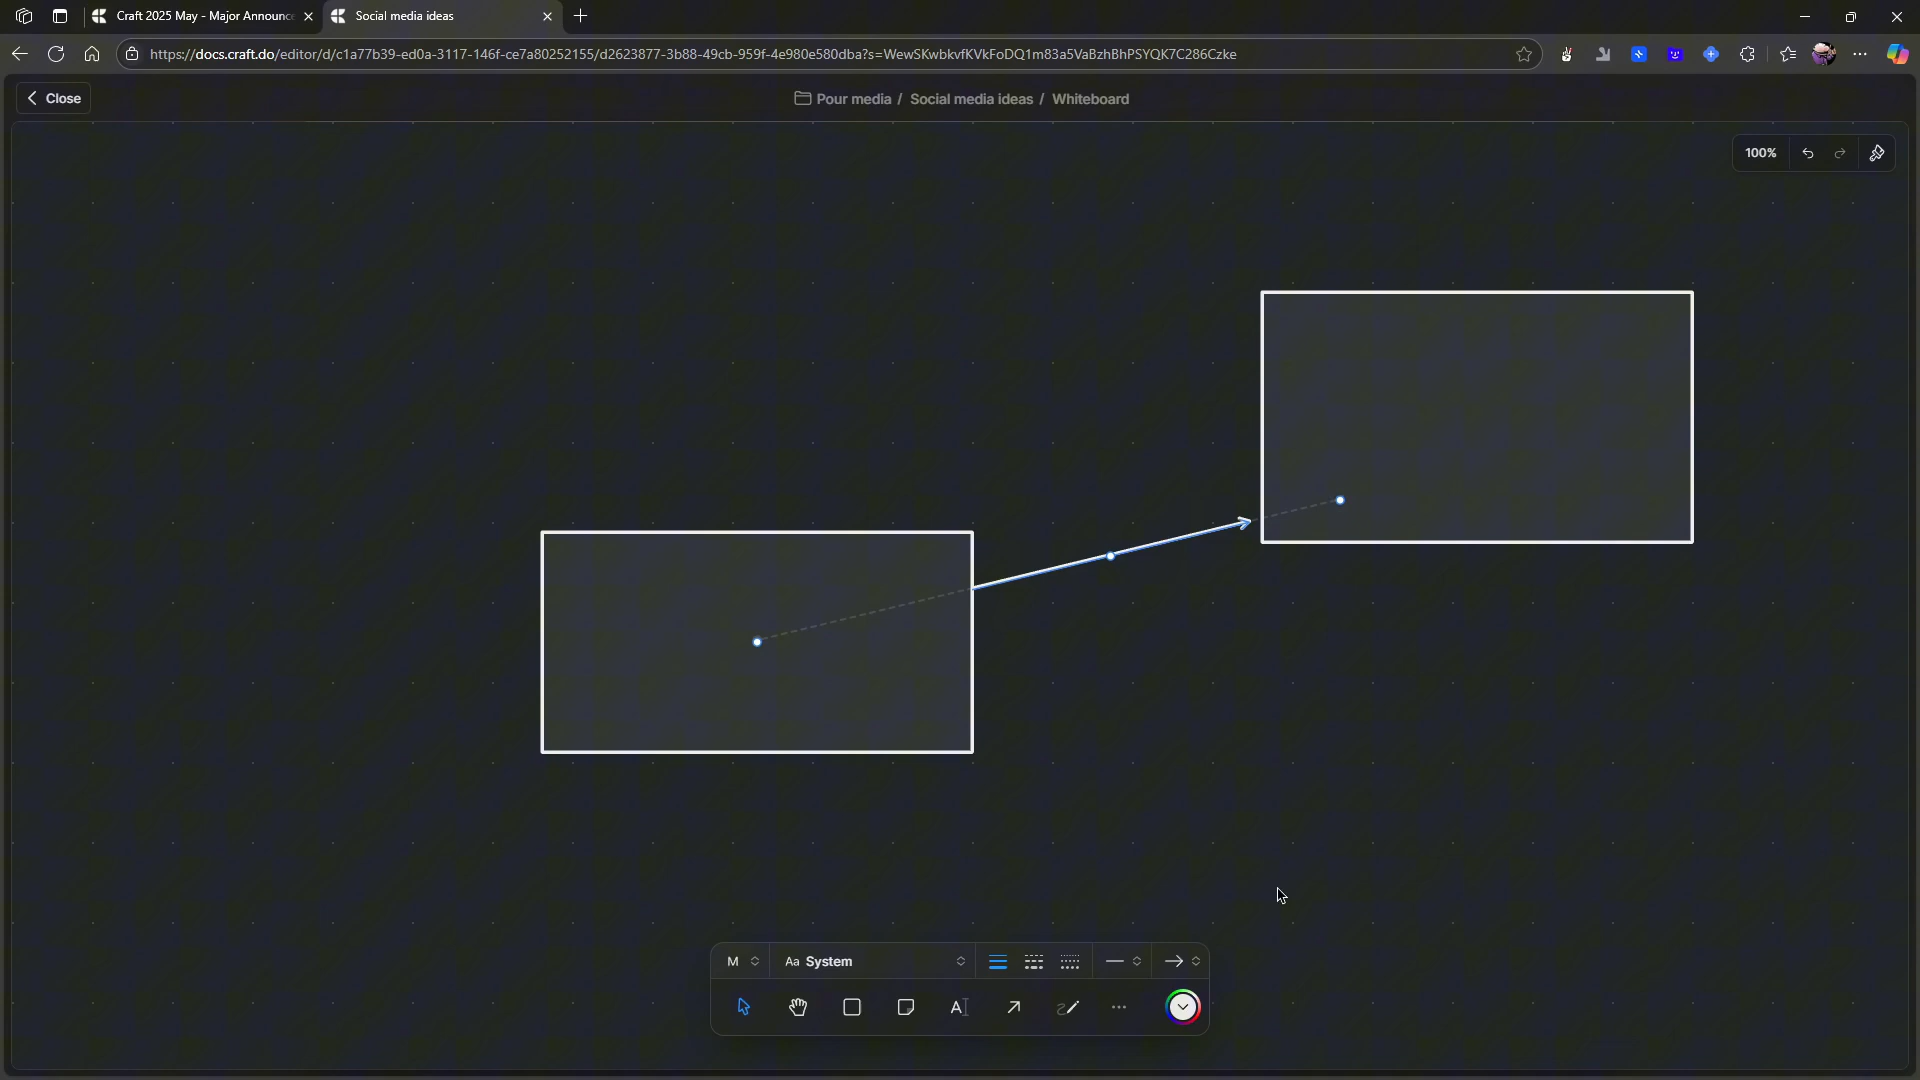 Craft 2025 May - Major Announc
Social media ideas
https://docs.craft.do/editor/d/c1a77b39-ed0a-3117-146f-ce7a80252155/d2623877-3b88-49cb-959f-4e980e580dba?s=WewSKwbkvfKVkFoDQ1m83a5VaBzhBhPSYQK7C286Czke
Close
Pour media / Social media ideas / Whiteboard
100%
M
Aa System
A